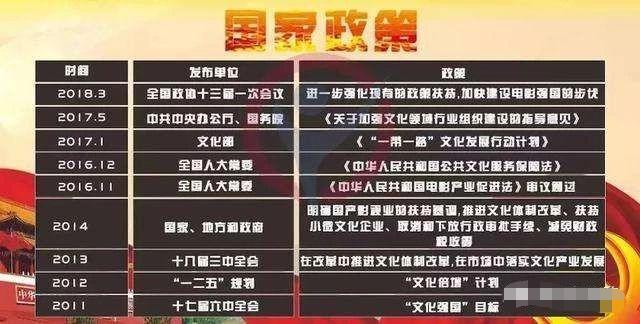 国家政策
时间 发布单位 政策
2018.3 全国政协十三届一次会议 进一步强化现有的政策扶持,加快建设电影强国的步伐
2017.5 中共中央办公厅、国务院 《关于加强文化领域行业组织建设的指导意见》
2017.1 文化部 《“一带一路”文化发展行动计划》
2016.12 全国人大常委 《中华人民共和国公共文化服务保障法》
2016.11 全国人大常委 《中华人民共和国电影产业促进法》审议通过
2014 国家、地方和政府 明确国产影视业的扶持基调,推进文化体制改革、扶持
小微文化企业、取消和下放行政审批手续、减免财政
税收等
2013 十八届三中全会 在改革中推进文化体制改革,在市场中落实文化产业发展
2012 “一二五”规划 “文化倍增”计划
2011 十七届六中全会 “文化强国”目标
中华